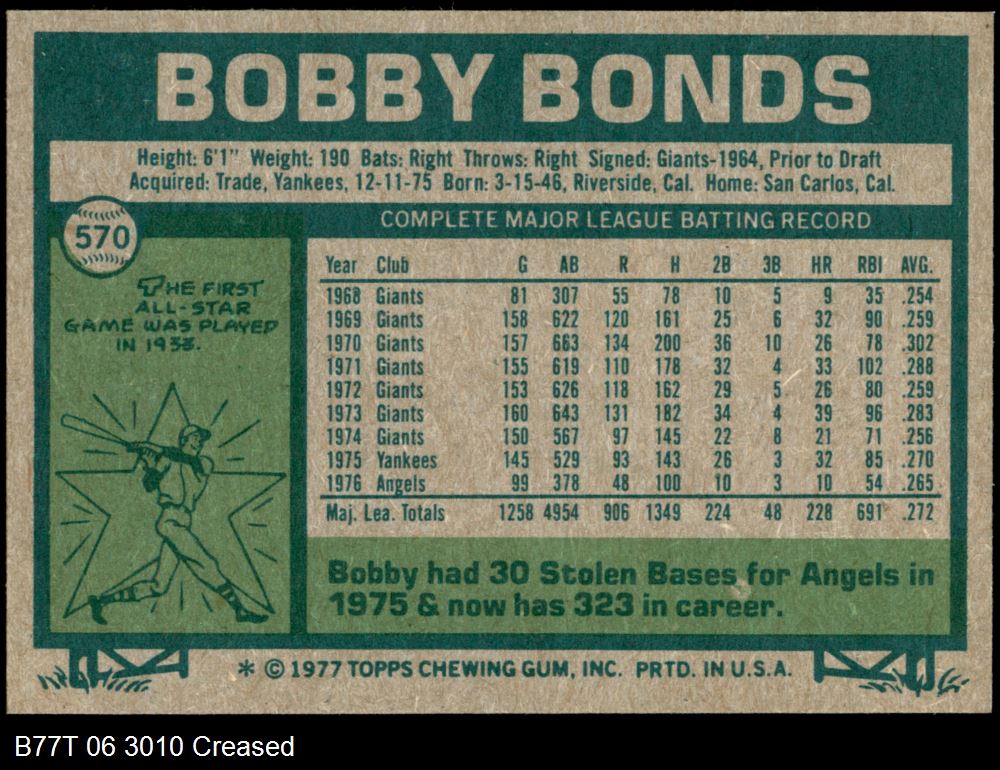 BOBBY BONDS
Height: 6'1" Weight: 190 Bats: Right Throws: Right Signed: Giants-1964, Prior to Draft
Acquired: Trade, Yankees, 12-11-75 Born: 3-15-46, Riverside, Cal. Home: San Carlos, Cal.
570
THE FIRST
ALL-STAR
GAME WAS PLAYED
IN 1933.
COMPLETE MAJOR LEAGUE BATTING RECORD
Year Club G AB R H 2B 3B HR RBI AVG.
1968 Giants 81 307 55 78 10 5 9 35 .254
1969 Giants 158 622 120 161 25 6 32 90 .259
1970 Giants 157 663 134 200 36 10 26 78 .302
1971 Giants 155 619 110 178 32 4 33 102 .288
1972 Giants 153 626 118 162 29 5 26 80 .259
1973 Giants 160 643 131 182 34 4 39 96 .283
1974 Giants 150 567 97 145 22 8 21 71 .256
1975 Yankees 145 529 93 143 26 3 32 85 .270
1976 Angels 99 378 48 100 10 3 10 54 .265
Maj. Lea. Totals 1258 4954 906 1349 224 48 228 691 .272
Bobby had 30 Stolen Bases for Angels in
1975 & now has 323 in career.
* © 1977 TOPPS CHEWING GUM, INC. PRTD. IN U.S.A.
B77T 06 3010 Creased